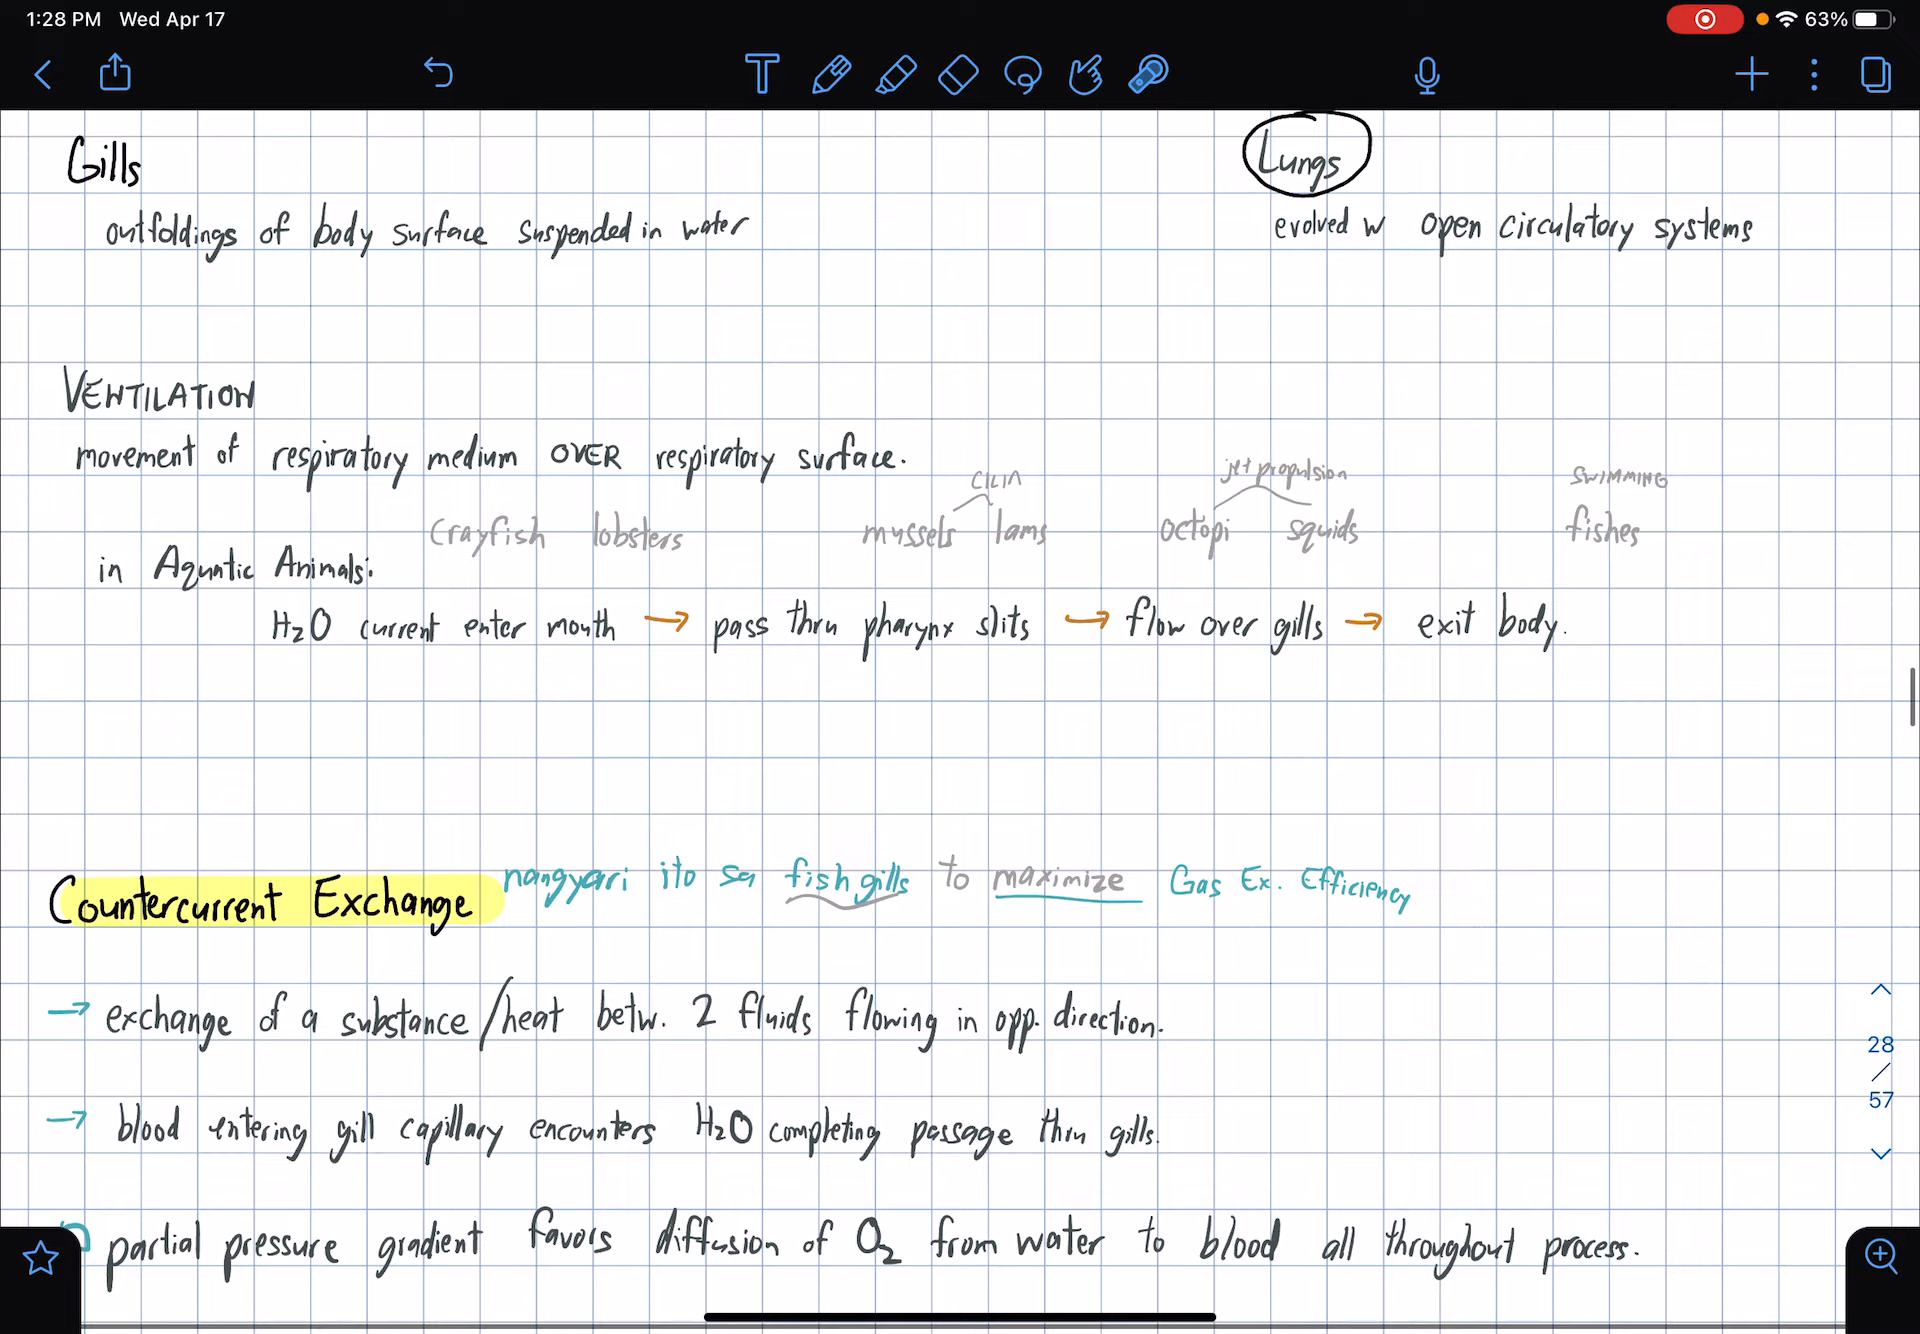 1:28 PM Wed Apr 17
63%
Gills
Lungs
outfoldings of body surface suspended in water
evolved w open circulatory systems
VENTILATION
movement of respiratory medium OVER respiratory surface.
CILIA
jet propulsion
SWIMMING
Crayfish lobsters
mussels lams
octopi squids
fishes
in Aquatic Animals:
H₂O current enter mouth → pass thru pharynx slits → flow over gills → exit body.
Countercurrent Exchange nangyari ito sa fish gills to maximize Gas Ex. Efficiency
→ exchange of a substance/heat betw. 2 fluids flowing in opp. direction.
28
/
57
→ blood entering gill capillary encounters H₂O completing passage thru gills.
partial pressure gradient favors diffusion of O₂ from water to blood all throughout process.